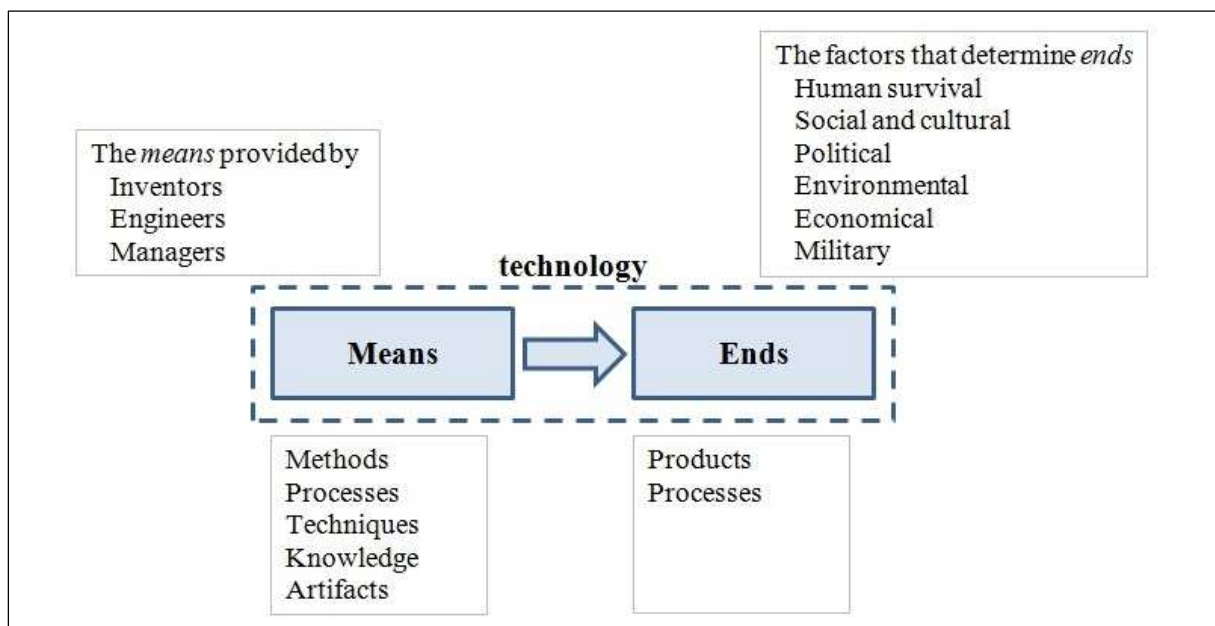 The factors that determine ends
Human survival
Social and cultural
Political
Environmental
Economical
Military
The means provided by
Inventors
Engineers
Managers
technology
Means
Ends
Methods
Processes
Techniques
Knowledge
Artifacts
Products
Processes